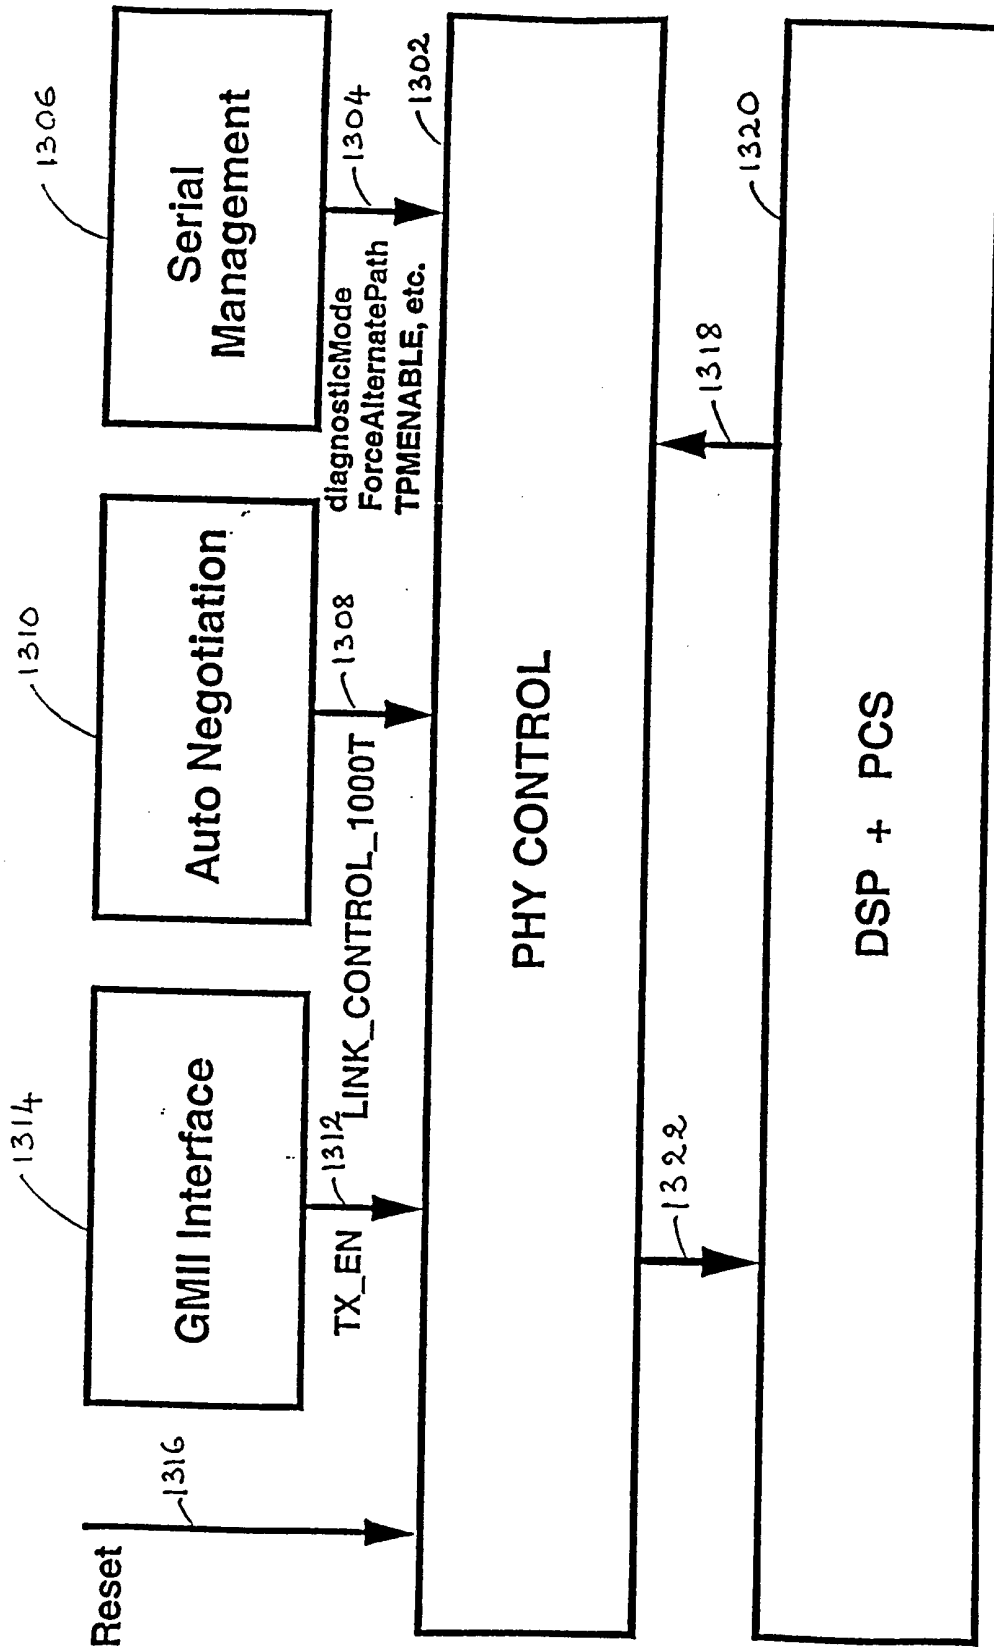 Reset
1316
1314
GMII Interface
TX_EN
1312
1310
Auto Negotiation
LINK_CONTROL_1000T
1308
1306
Serial
Management
diagnosticMode
ForceAlternatePath
TPMENABLE, etc.
1304
1302
PHY CONTROL
1322
1318
1320
DSP + PCS